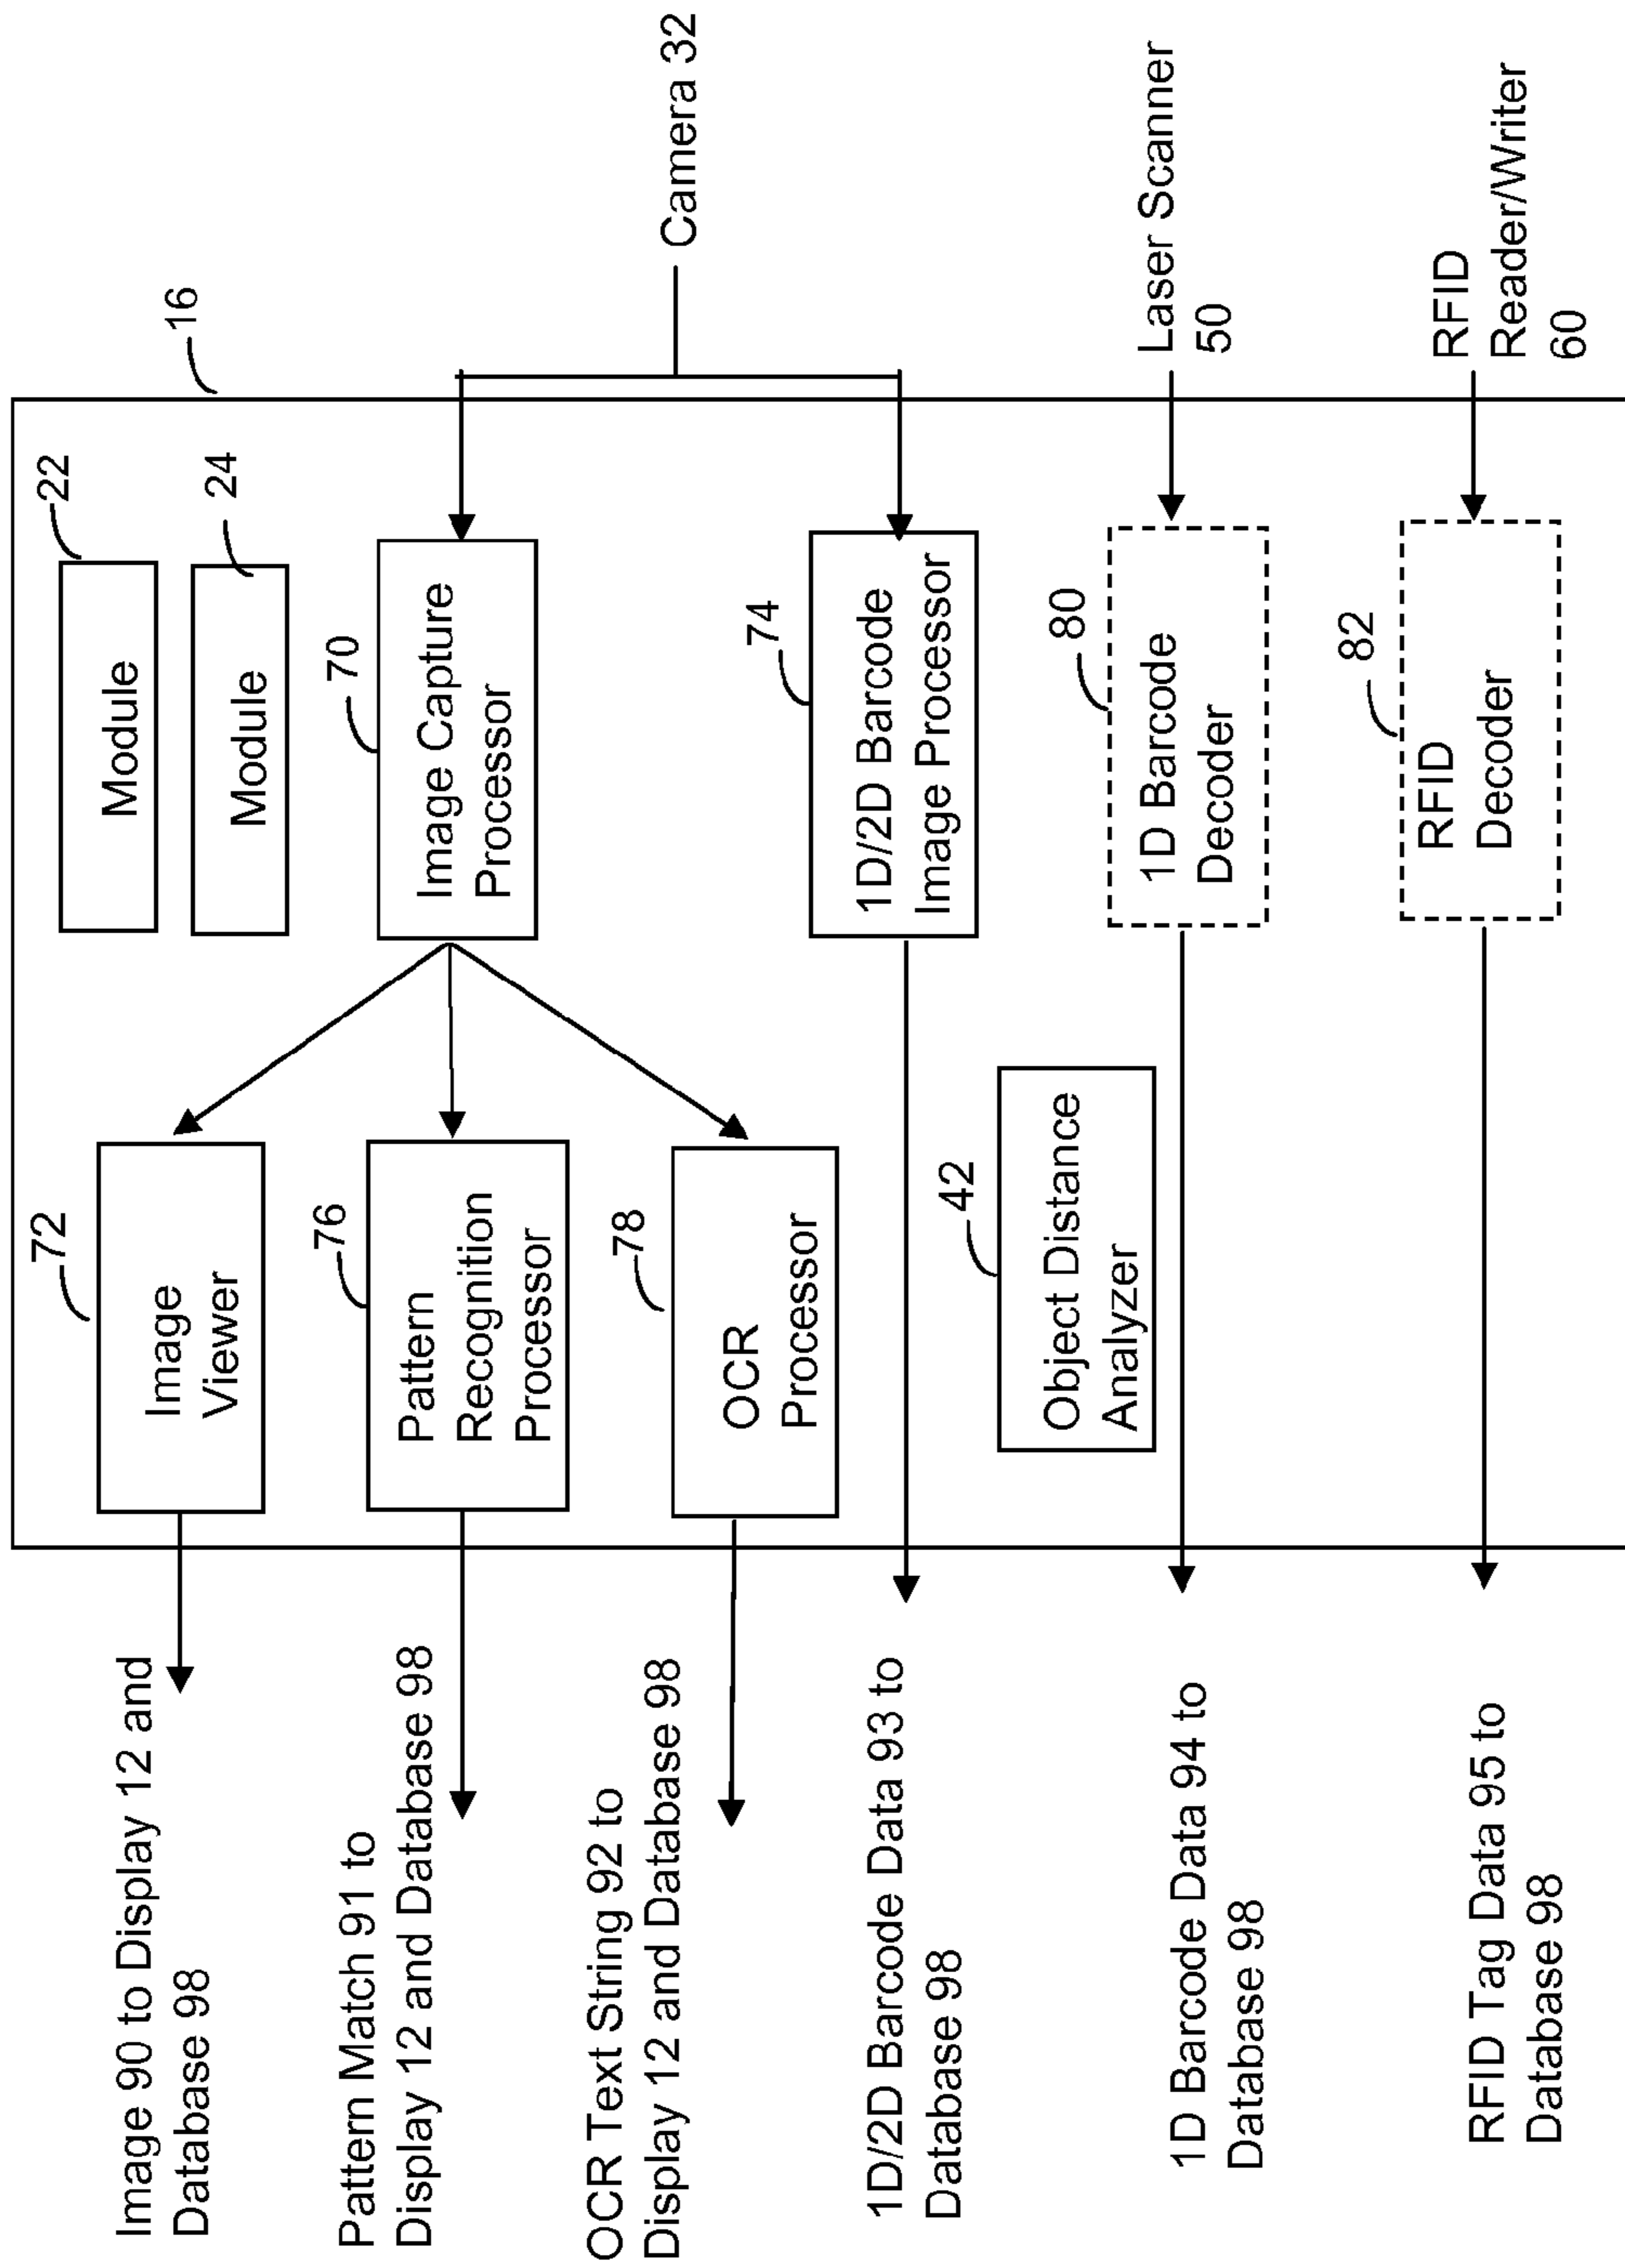 Image 90 to Display 12 and
Database 98
Pattern Match 91 to
Display 12 and Database 98
OCR Text String 92 to
Display 12 and Database 98
1D/2D Barcode Data 93 to
Database 98
1D Barcode Data 94 to
Database 98
RFID Tag Data 95 to
Database 98
72
Image
Viewer
76
Pattern
Recognition
Processor
78
OCR
Processor
42
Object Distance
Analyzer
22
Module
24
Module
70
Image Capture
Processor
74
1D/2D Barcode
Image Processor
80
1D Barcode
Decoder
82
RFID
Decoder
16
Camera 32
Laser Scanner
50
RFID
Reader/Writer
60